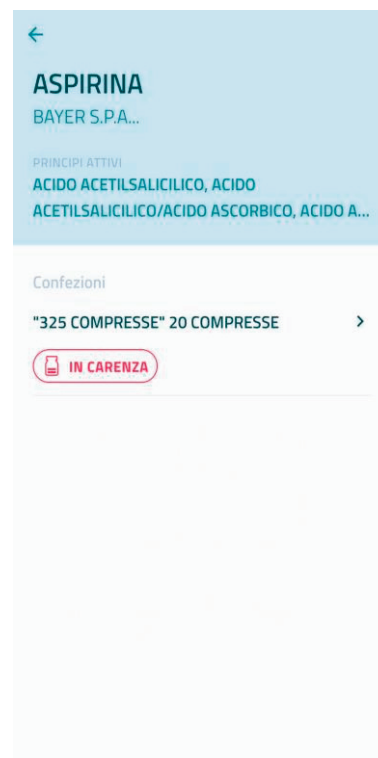 ASPIRINA
BAYER S.P.A...
PRINCIPI ATTIVI
ACIDO ACETILSALICILICO, ACIDO
ACETILSALICILICO/ACIDO ASCORBICO, ACIDO A...
Confezioni
"325 COMPRESSE" 20 COMPRESSE
IN CARENZA